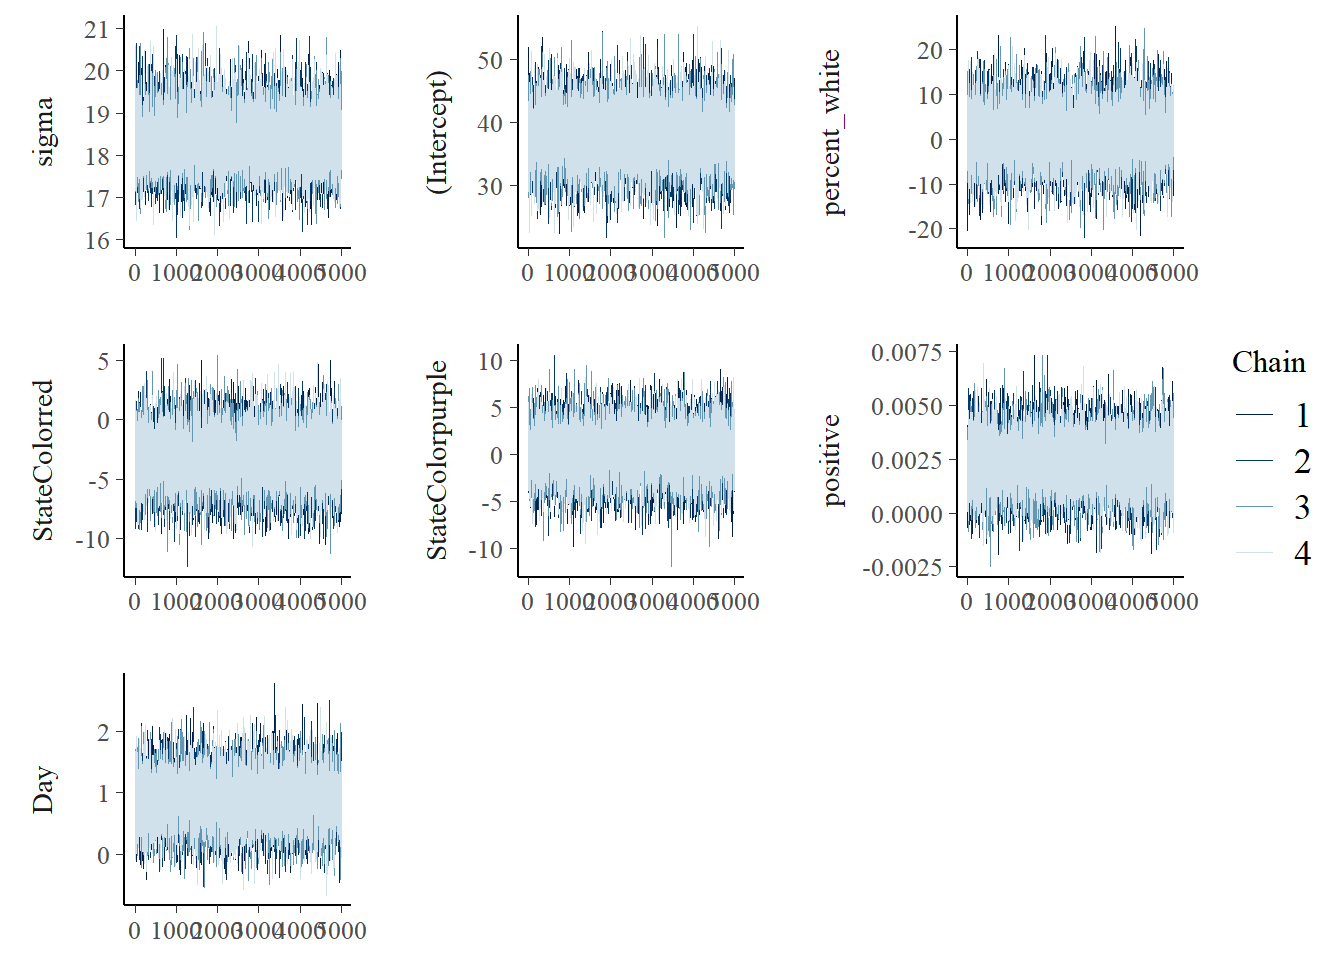 sigma
21
20
19
18
17
16
0 1000 2000 3000 4000 5000
(Intercept)
50
40
30
0 1000 2000 3000 4000 5000
percent_white
20
10
0
-10
-20
0 1000 2000 3000 4000 5000
StateColorred
5
0
-5
-10
0 1000 2000 3000 4000 5000
StateColorpurple
10
5
0
-5
-10
0 1000 2000 3000 4000 5000
positive
0.0075
0.0050
0.0025
0.0000
-0.0025
0 1000 2000 3000 4000 5000
Chain
1
2
3
4
Day
2
1
0
0 1000 2000 3000 4000 5000